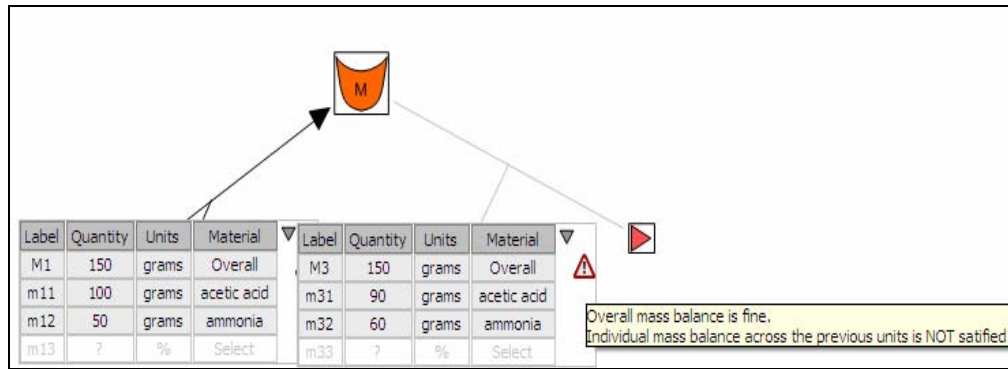 M
Label Quantity Units Material
M1 150 grams Overall
m11 100 grams acetic acid
m12 50 grams ammonia
m13 ? % Select
Label Quantity Units Material
M3 150 grams Overall
m31 90 grams acetic acid
m32 60 grams ammonia
m33 ? % Select
Overall mass balance is fine.
Individual mass balance across the previous units is NOT satified